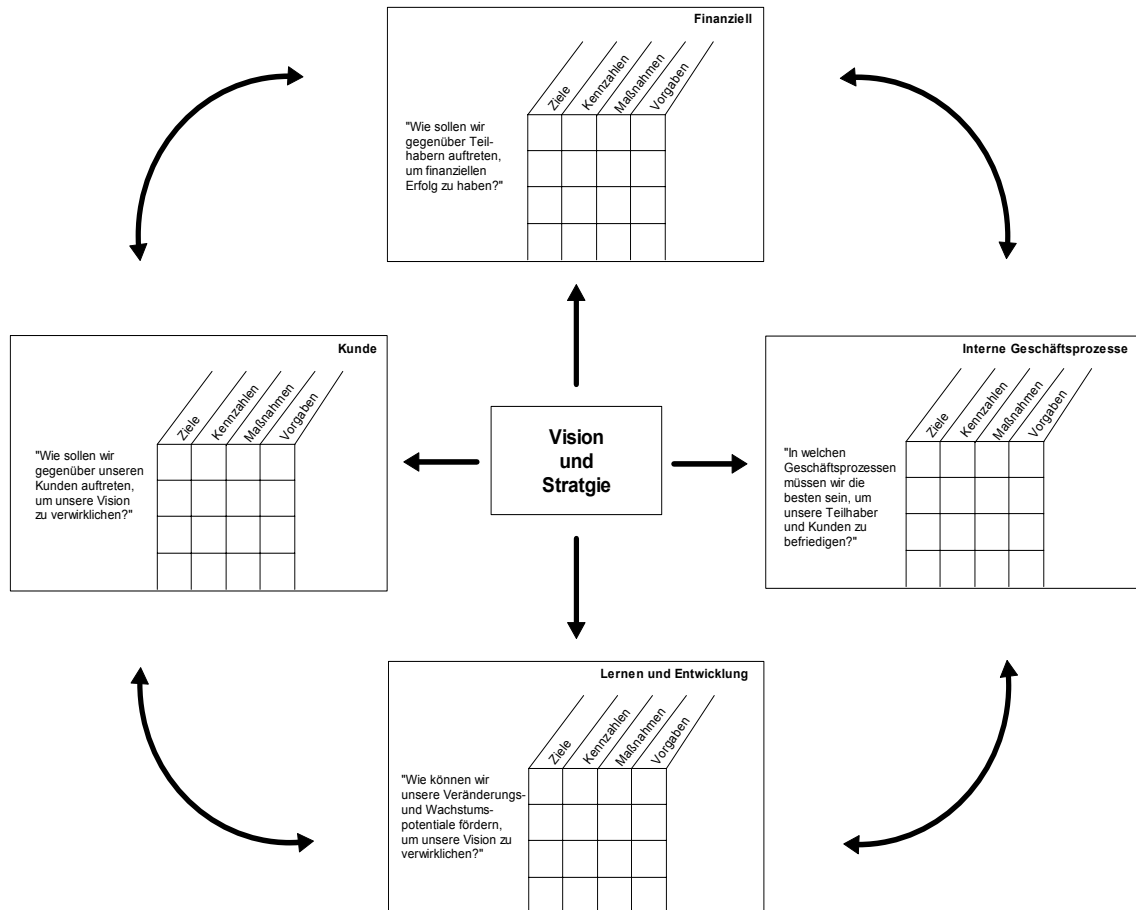 Finanziell
Ziele
Kennzahlen
Maßnahmen
Vorgaben
"Wie sollen wir
gegenüber Teil-
habern auftreten,
um finanziellen
Erfolg zu haben?"
Kunde
Ziele
Kennzahlen
Maßnahmen
Vorgaben
"Wie sollen wir
gegenüber unseren
Kunden auftreten,
um unsere Vision
zu verwirklichen?"
Vision
und
Stratgie
Interne Geschäftsprozesse
Ziele
Kennzahlen
Maßnahmen
Vorgaben
"In welchen
Geschäftsprozessen
müssen wir die
besten sein, um
unsere Teilhaber
und Kunden zu
befriedigen?"
Lernen und Entwicklung
Ziele
Kennzahlen
Maßnahmen
Vorgaben
"Wie können wir
unsere Veränderungs-
und Wachstums-
potentiale fördern,
um unsere Vision zu
verwirklichen?"